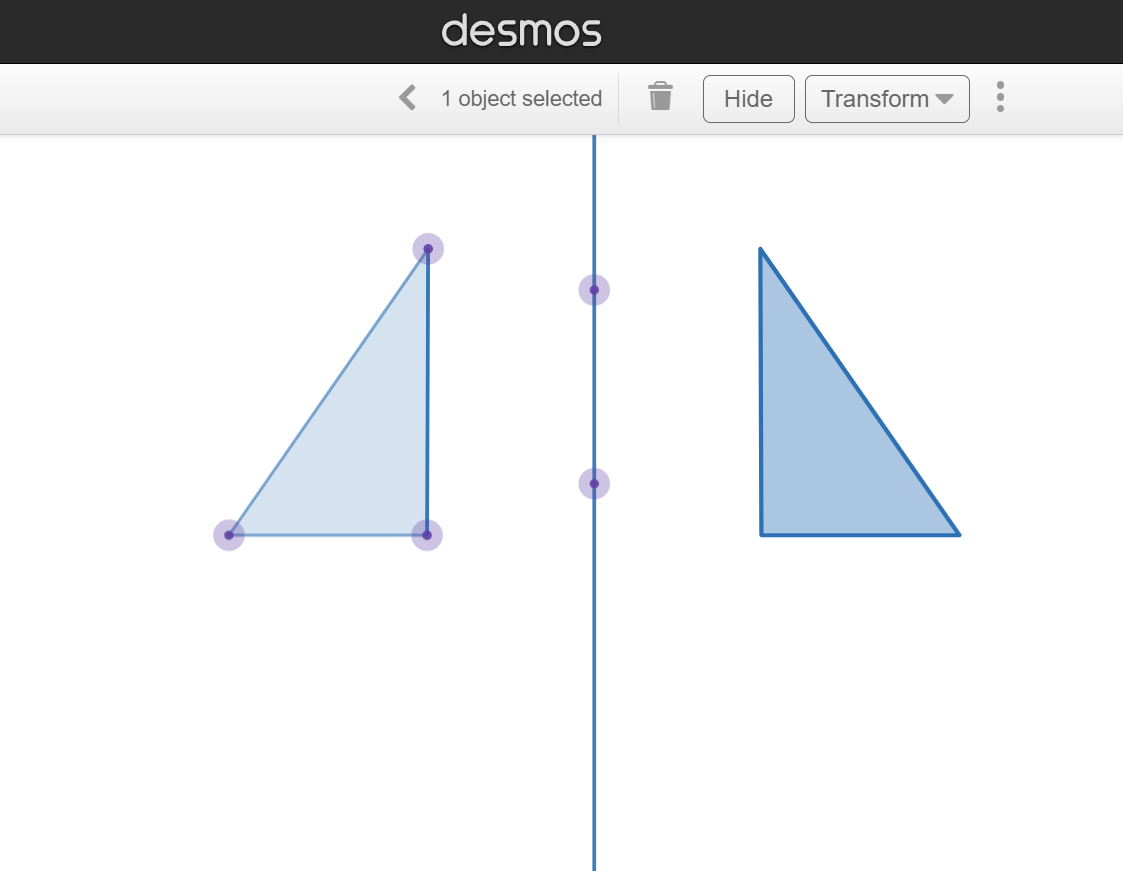 desmos
1 object selected
Hide
Transform